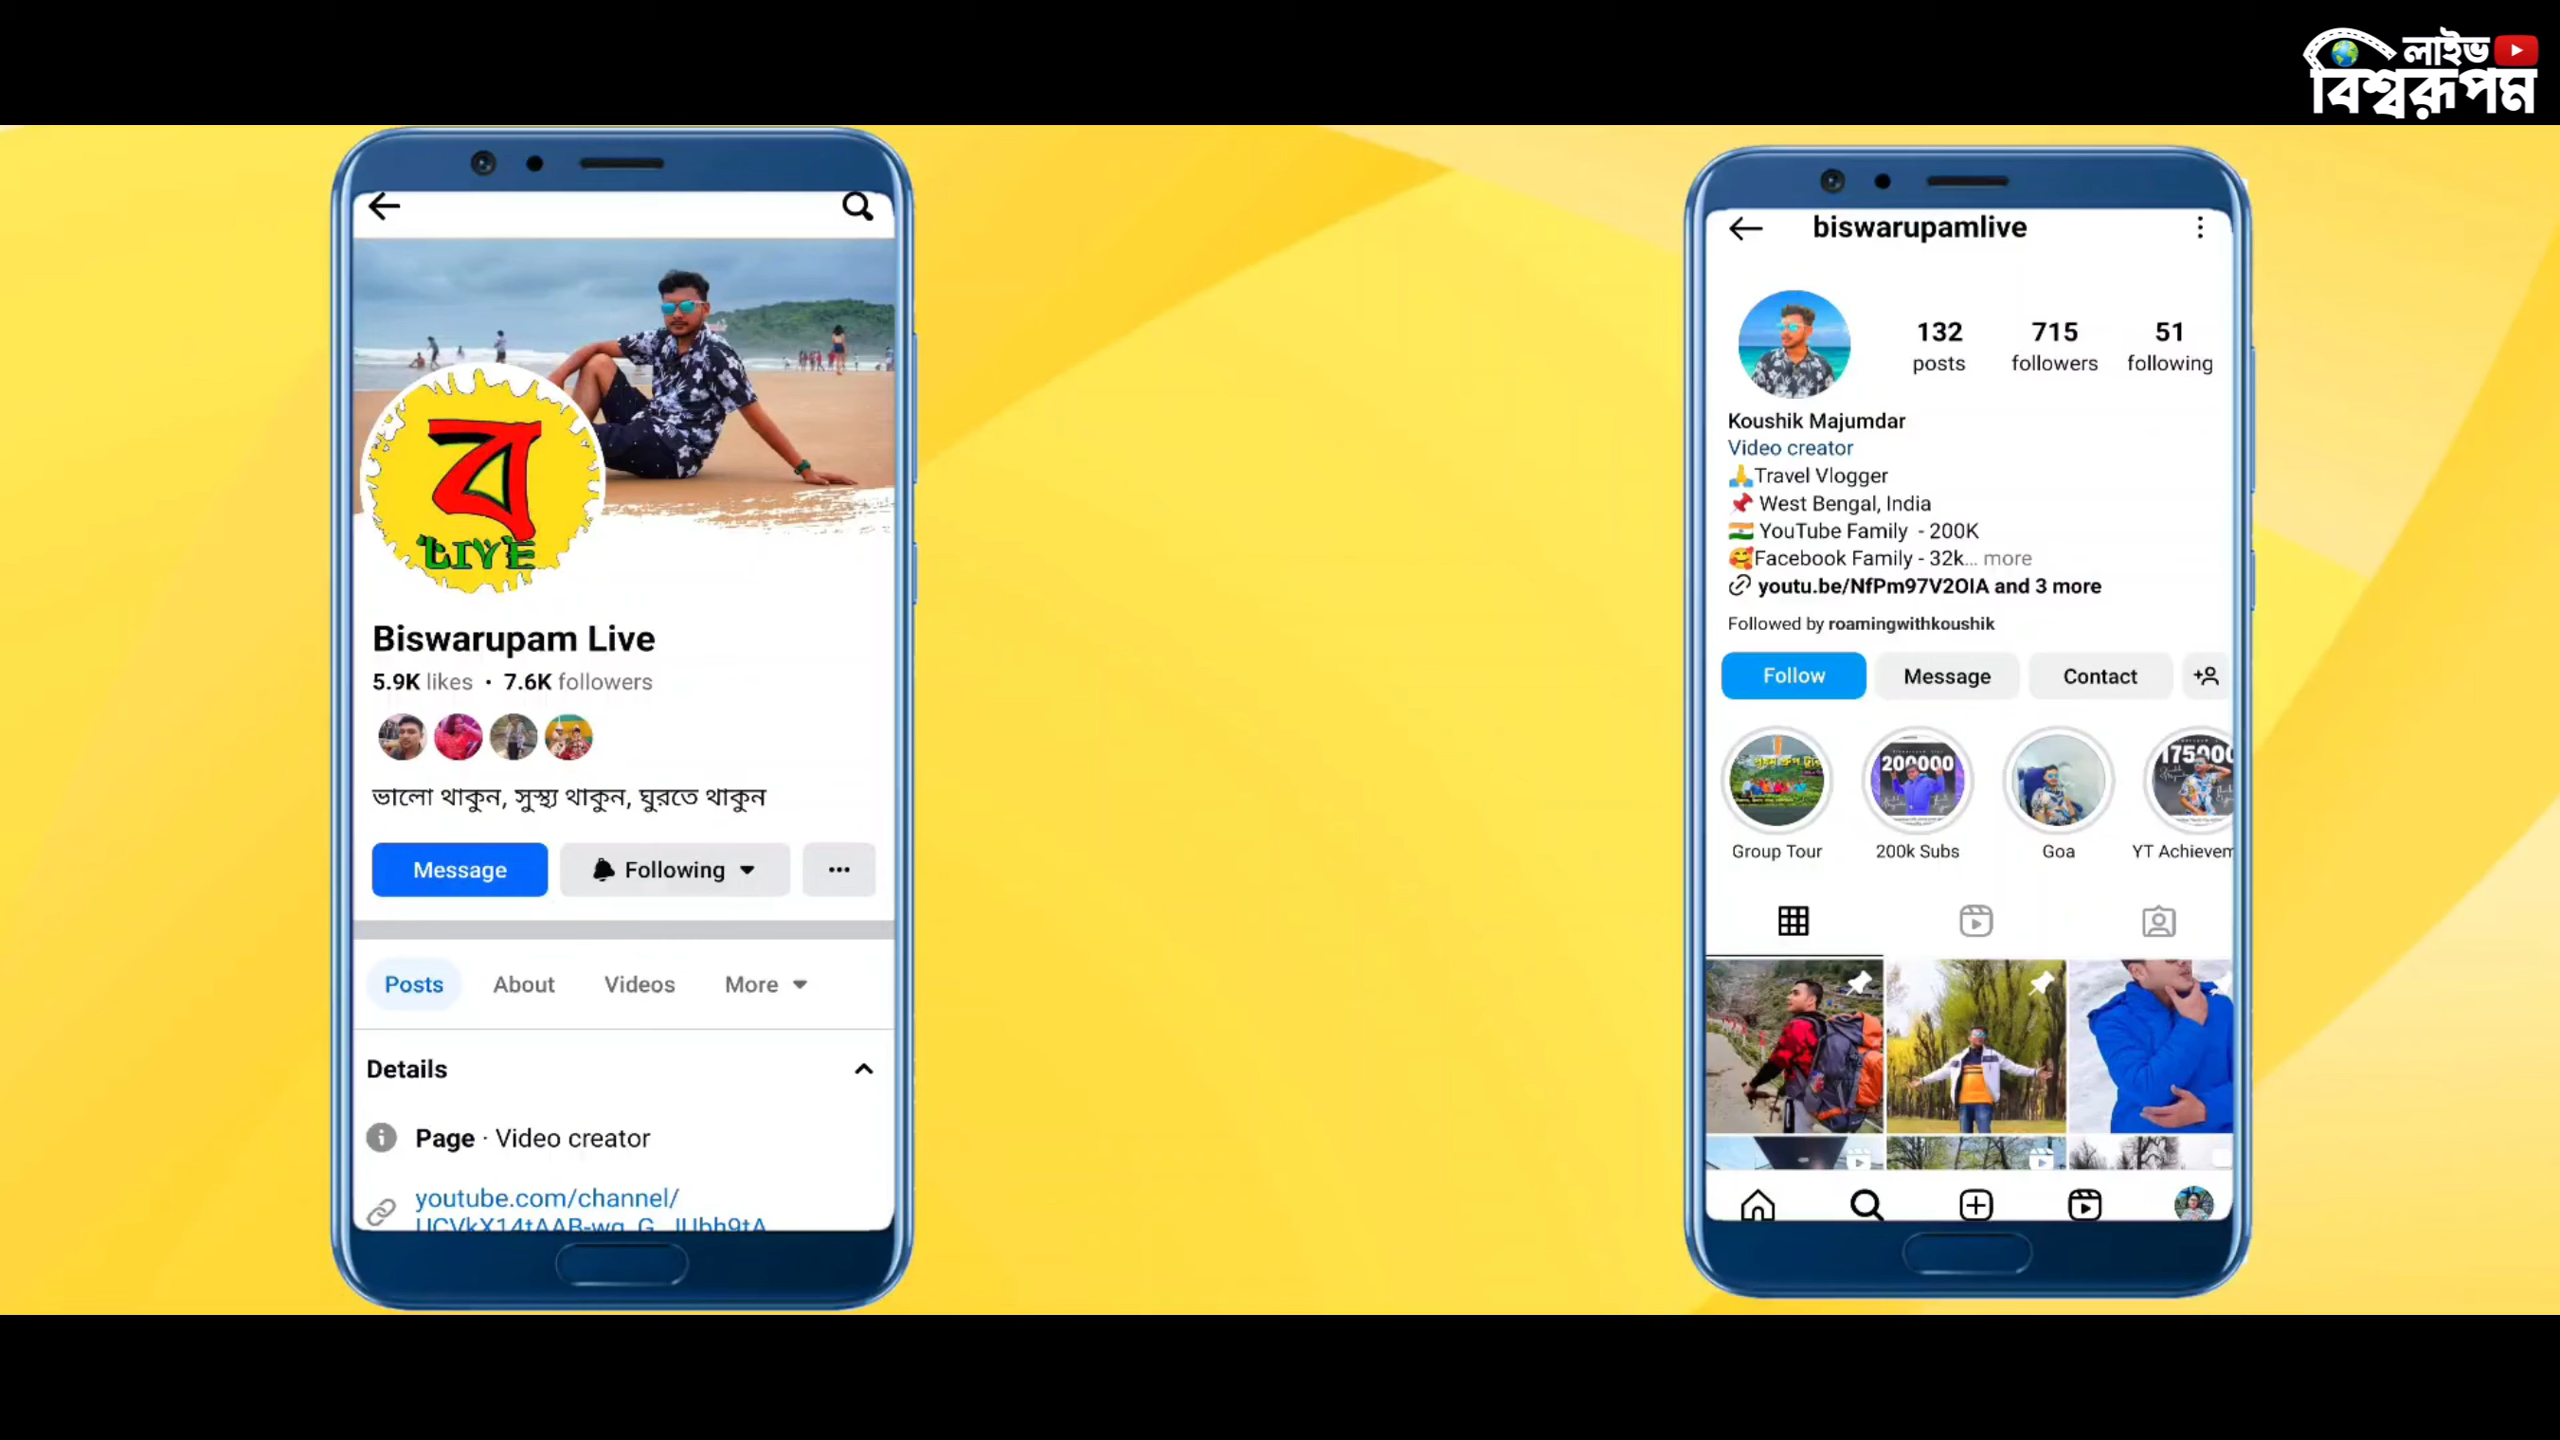 লাইভ
বিশ্বরূপম
ব
LIVE
Biswarupam Live
5.9K likes • 7.6K followers
ভালো থাকুন, সুস্থ্য থাকুন, ঘুরতে থাকুন
Message
Following
Posts
About
Videos
More
Details
Page · Video creator
youtube.com/channel/
biswarupamlive
132
715
51
posts
followers
following
Koushik Majumdar
Video creator
🙏Travel Vlogger
📌 West Bengal, India
🇮🇳 YouTube Family - 200K
🥰Facebook Family - 32k... more
youtu.be/NfPm97V2OIA and 3 more
Followed by roamingwithkoushik
Follow
Message
Contact
200000
175000
Group Tour
200k Subs
Goa
YT Achievem